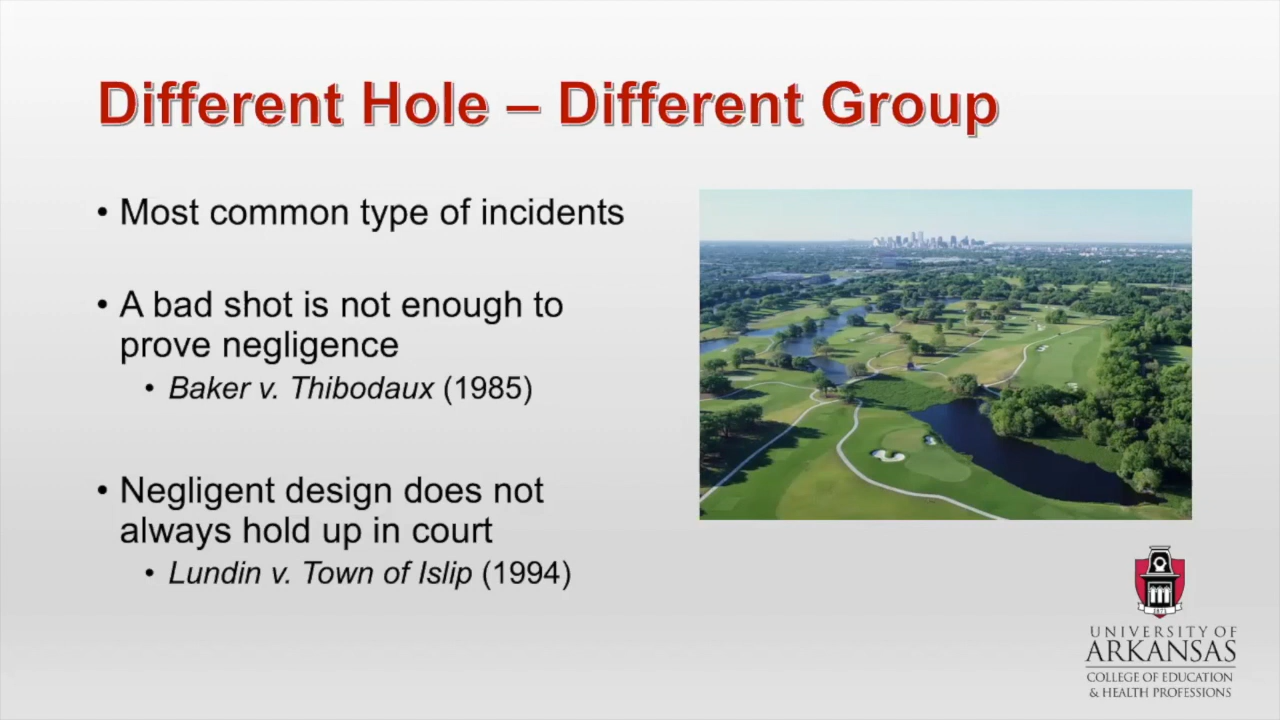 Different Hole – Different Group
• Most common type of incidents
• A bad shot is not enough to
prove negligence
• Baker v. Thibodaux (1985)
• Negligent design does not
always hold up in court
• Lundin v. Town of Islip (1994)
1871
UNIVERSITY OF
ARKANSAS
COLLEGE OF EDUCATION
& HEALTH PROFESSIONS